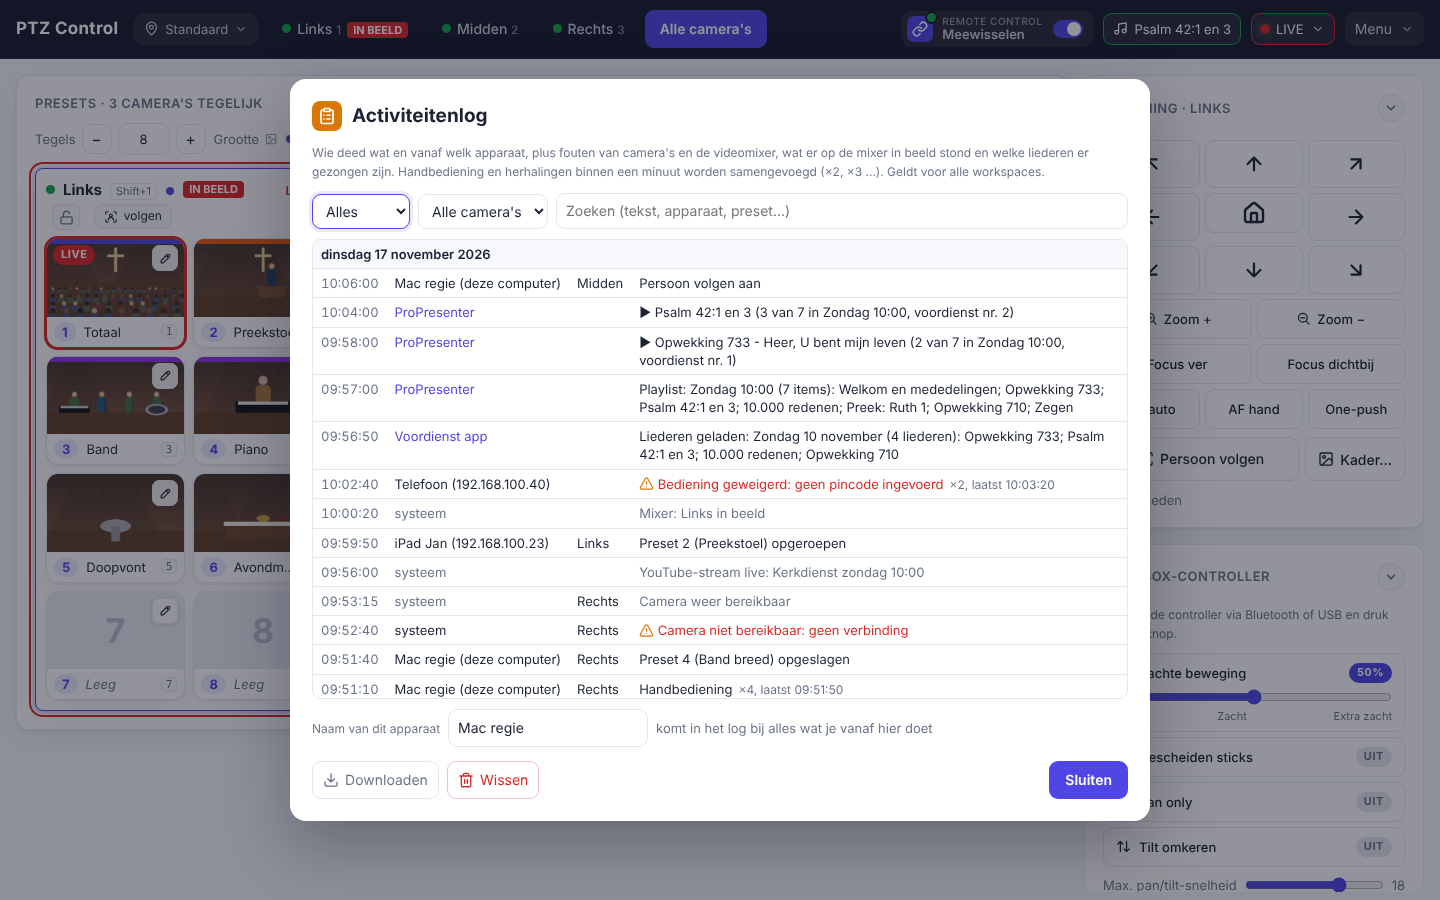 PTZ Control
Standaard
Links 1 IN BEELD
Midden 2
Rechts 3
Alle camera's
REMOTE CONTROL
Meewisselen
Psalm 42:1 en 3
LIVE
Menu
PRESETS · 3 CAMERA'S TEGELIJK
Tegels − 8 + Grootte
Links Shift+1 IN BEELD
volgen
LIVE
1 Totaal 1
2
3 Band 3
4 Piano
5 Doopvont 5
6 Avondm...
7
8
7 Leeg 7
8 Leeg
Activiteitenlog
Wie deed wat en vanaf welk apparaat, plus fouten van camera's en de videomixer, wat er op de mixer in beeld stond en welke liederen er
gezongen zijn. Handbediening en herhalingen binnen een minuut worden samengevoegd (×2, ×3 ...). Geldt voor alle workspaces.
Alles
Alle camera's
Zoeken (tekst, apparaat, preset...)
dinsdag 17 november 2026
10:06:00 Mac regie (deze computer) Midden Persoon volgen aan
10:04:00 ProPresenter ▶ Psalm 42:1 en 3 (3 van 7 in Zondag 10:00, voordienst nr. 2)
09:58:00 ProPresenter ▶ Opwekking 733 - Heer, U bent mijn leven (2 van 7 in Zondag 10:00,
voordienst nr. 1)
09:57:00 ProPresenter Playlist: Zondag 10:00 (7 items): Welkom en mededelingen; Opwekking 733;
Psalm 42:1 en 3; 10.000 redenen; Preek: Ruth 1; Opwekking 710; Zegen
09:56:50 Voordienst app Liederen geladen: Zondag 10 november (4 liederen): Opwekking 733; Psalm
42:1 en 3; 10.000 redenen; Opwekking 710
10:02:40 Telefoon (192.168.100.40) Bediening geweigerd: geen pincode ingevoerd ×2, laatst 10:03:20
10:00:20 systeem Mixer: Links in beeld
09:59:50 iPad Jan (192.168.100.23) Links Preset 2 (Preekstoel) opgeroepen
09:56:00 systeem YouTube-stream live: Kerkdienst zondag 10:00
09:53:15 systeem Rechts Camera weer bereikbaar
09:52:40 systeem Rechts Camera niet bereikbaar: geen verbinding
09:51:40 Mac regie (deze computer) Rechts Preset 4 (Band breed) opgeslagen
09:51:10 Mac regie (deze computer) Rechts Handbediening ×4, laatst 09:51:50
Naam van dit apparaat Mac regie komt in het log bij alles wat je vanaf hier doet
Downloaden
Wissen
Sluiten
LINKS
Zoom +
Zoom −
ver
Focus dichtbij
AF hand
One-push
Persoon volgen
Kader...
de controller via Bluetooth of USB en druk
beweging 50%
Zacht
Extra zacht
sticks UIT
only UIT
Tilt omkeren UIT
Max. pan/tilt-snelheid 18